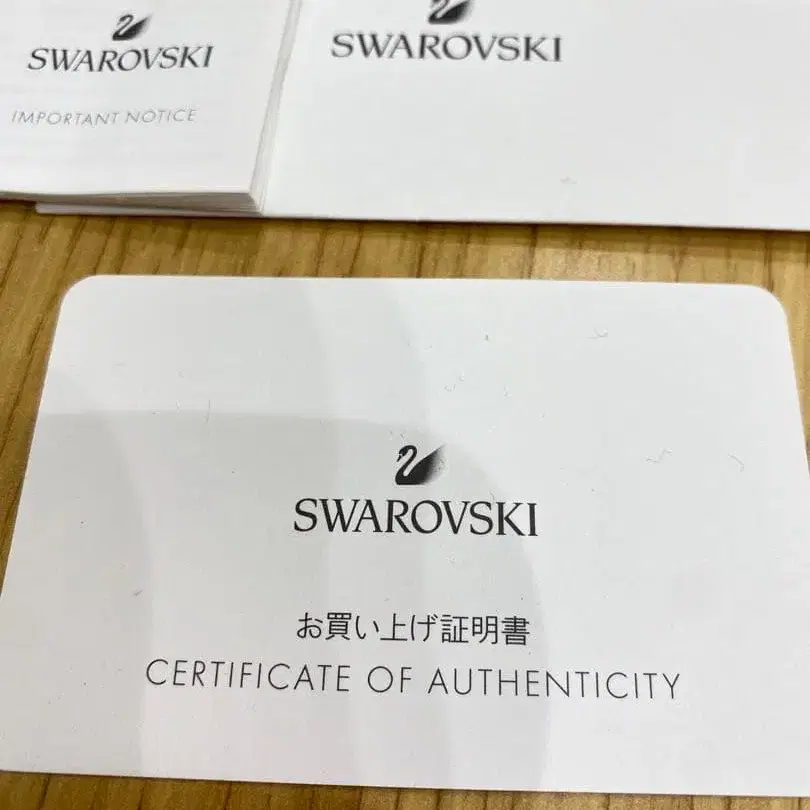 SWAROVSKI
IMPORTANT NOTICE
SWAROVSKI
SWAROVSKI
お買い上げ証明書
CERTIFICATE OF AUTHENTICITY